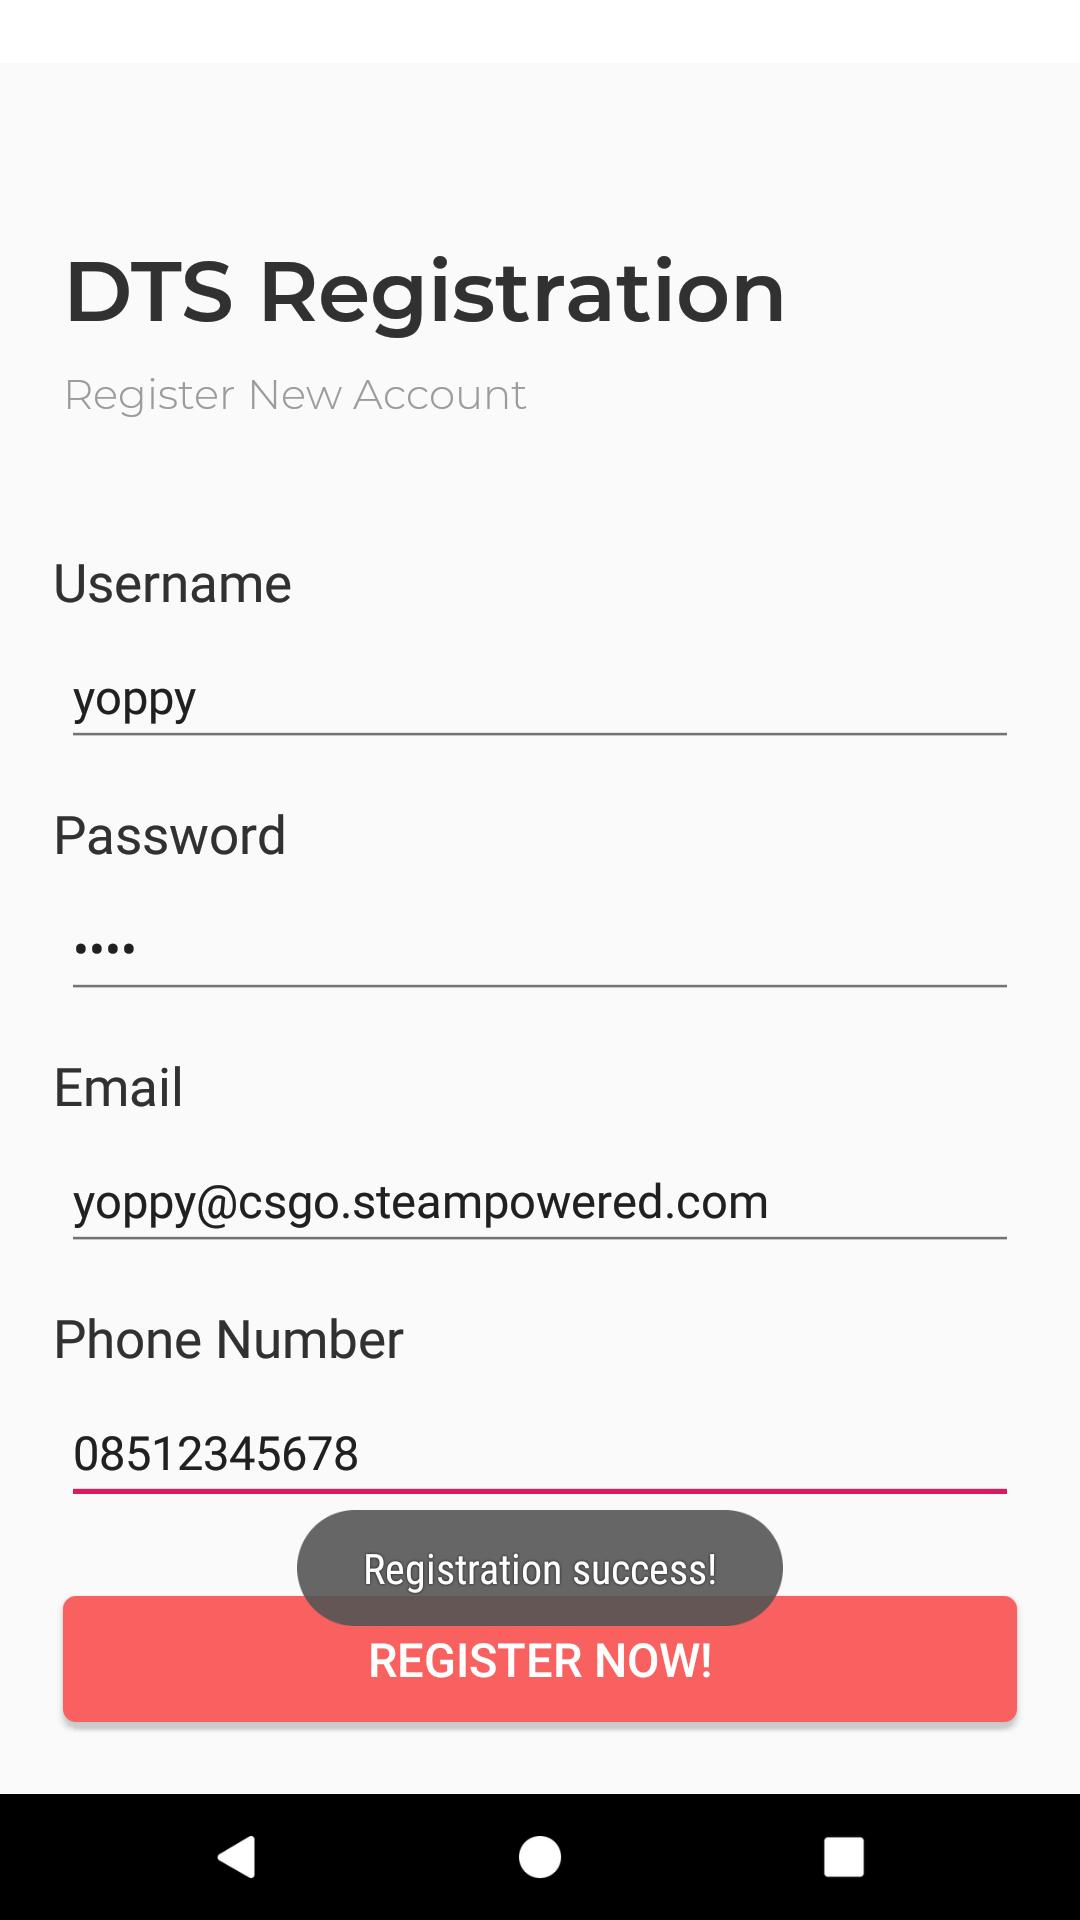 DTS Registration
Register New Account
Username
yoppy
Password
••••
Email
yoppy@csgo.steampowered.com
Phone Number
08512345678
Registration success!
REGISTER NOW!